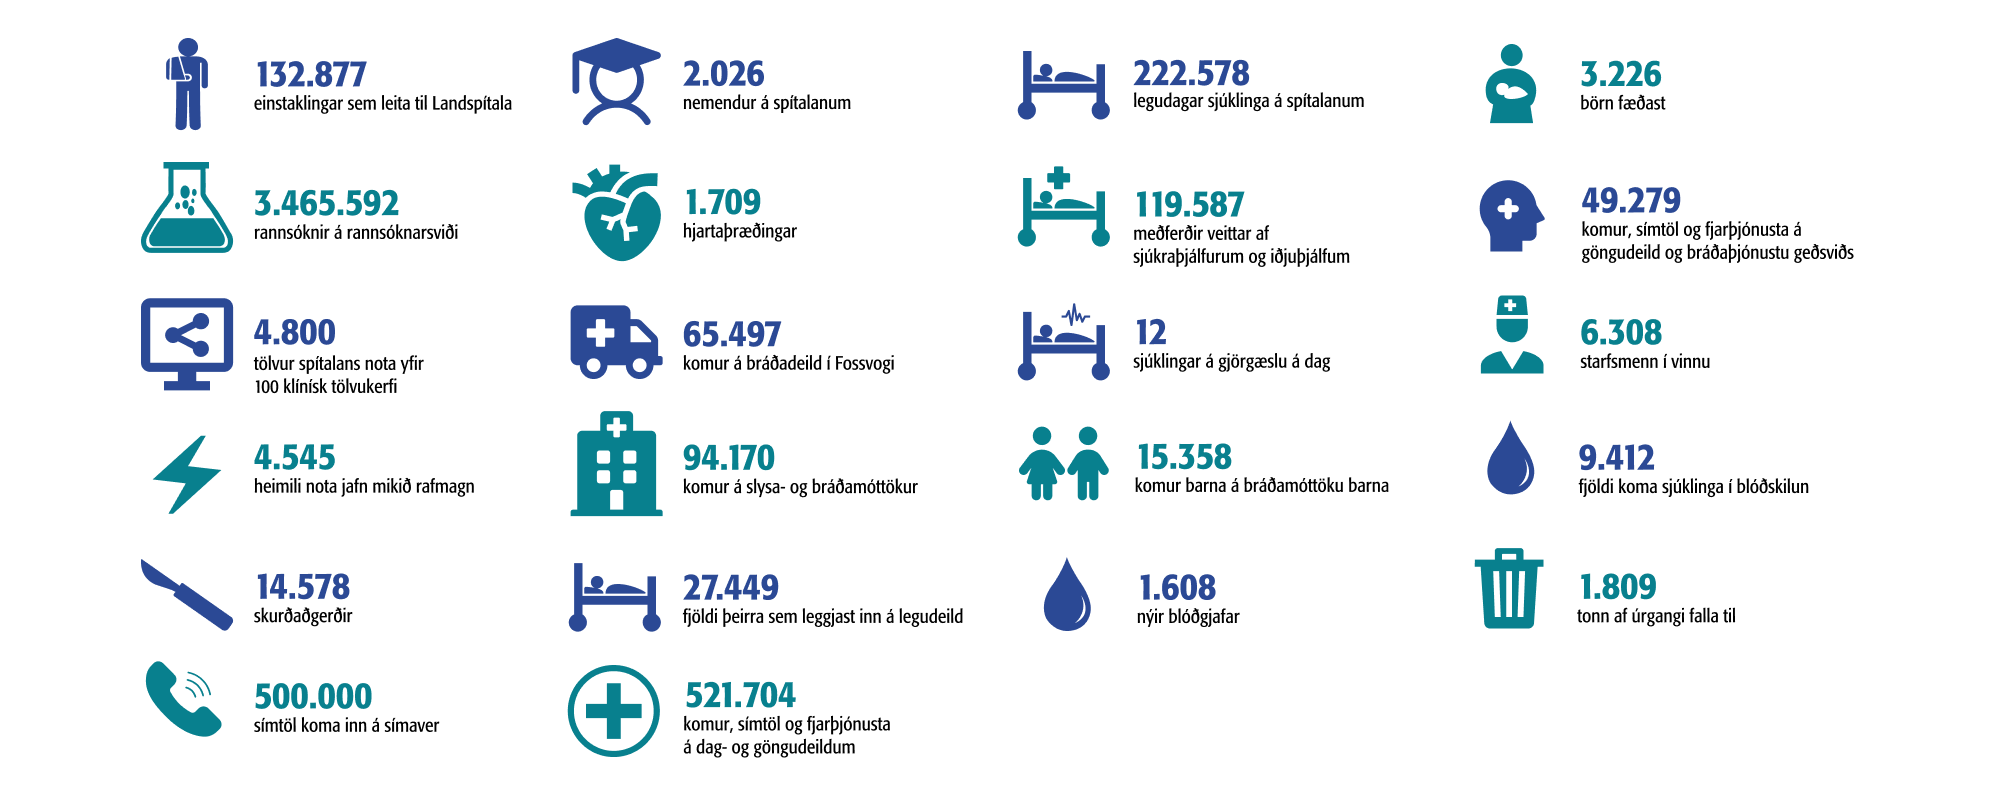 132.877
einstaklingar sem leita til Landspítala
2.026
nemendur á spítalanum
222.578
legudagar sjúklinga á spítalanum
3.226
börn fæðast
3.465.592
rannsóknir á rannsóknarsviði
1.709
hjartaþræðingar
119.587
meðferðir veittar af
sjúkraþjálfurum og iðjuþjálfum
49.279
komur, símtöl og fjarþjónusta á
göngudeild og bráðaþjónustu geðsviðs
4.800
tölvur spítalans nota yfir
100 klínísk tölvukerfi
65.497
komur á bráðadeild í Fossvogi
12
sjúklingar á gjörgæslu á dag
6.308
starfsmenn í vinnu
4.545
heimili nota jafn mikið rafmagn
94.170
komur á slysa- og bráðamóttökur
15.358
komur barna á bráðamóttöku barna
9.412
fjöldi koma sjúklinga í blóðskilun
14.578
skurðaðgerðir
27.449
fjöldi þeirra sem leggjast inn á legudeild
1.608
nýir blóðgjafar
1.809
tonn af úrgangi falla til
500.000
símtöl koma inn á símaver
521.704
komur, símtöl og fjarþjónusta
á dag- og göngudeildum